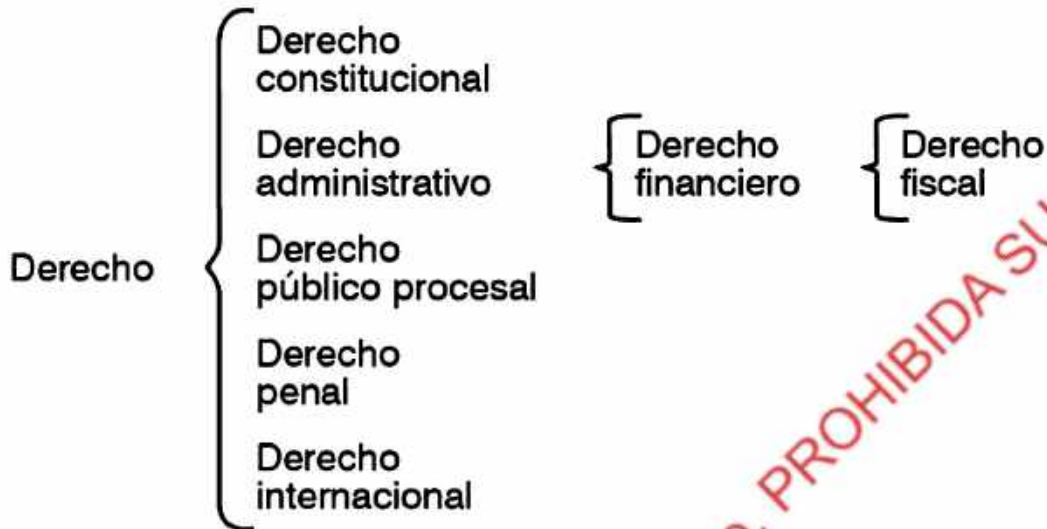 Derecho
constitucional
Derecho
administrativo
Derecho
financiero
Derecho
fiscal
Derecho
Derecho
público procesal
Derecho
penal
Derecho
internacional
PROHIBIDA